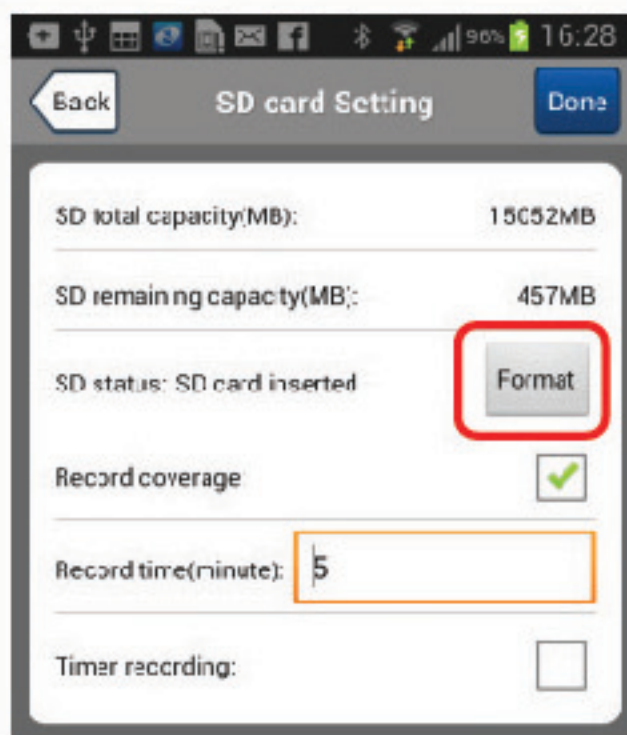 96% 16:28
Back SD card Setting Done
SD total capacity(MB): 15052MB
SD remaining capacity(MB): 457MB
SD status: SD card inserted Format
Record coverage
Record time(minute): 5
Timer recording: